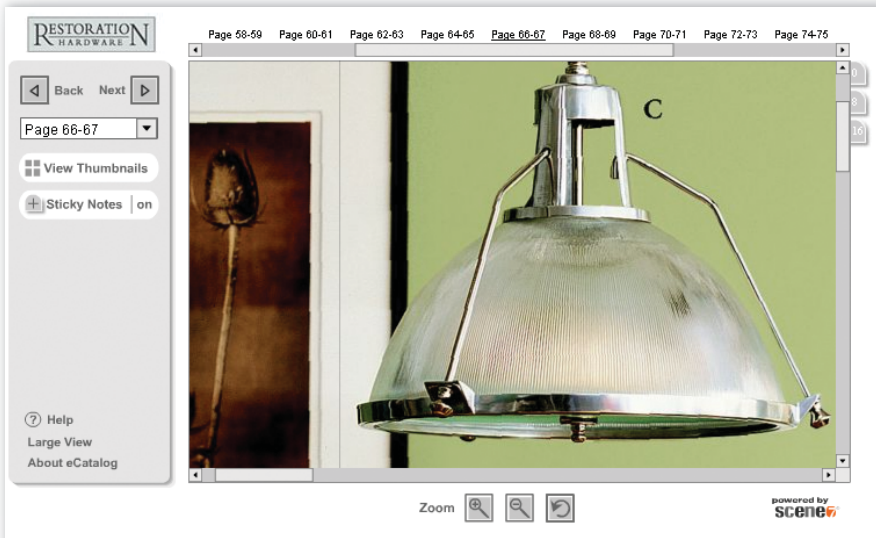 RESTORATION
HARDWARE
Page 58-59 Page 60-61 Page 62-63 Page 64-65 Page 66-67 Page 68-69 Page 70-71 Page 72-73 Page 74-75
Back Next
Page 66-67
View Thumbnails
Sticky Notes | on
C
8
16
Help
Large View
About eCatalog
Zoom
powered by
scene7